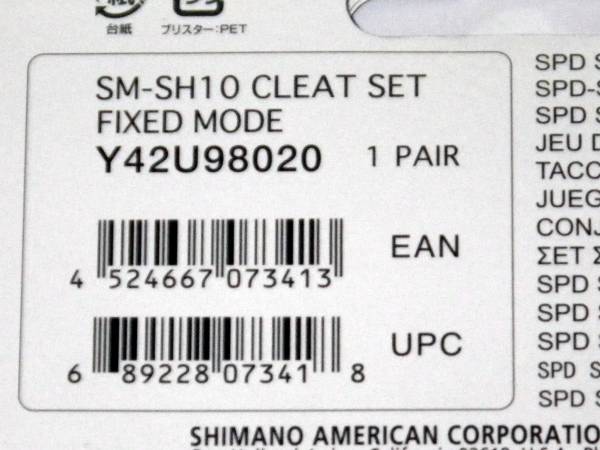 台紙 ブリスター:PET
SM-SH10 CLEAT SET
FIXED MODE
Y42U98020 1 PAIR
4 524667 073413 EAN
6 89228 07341 8 UPC
SPD S
SPD-S
SPD S
JEU D
TACC
JUEG
CONJ
ΣΕΤ Σ
SPD S
SPD S
SPD S
SPD S
SPD S
SHIMANO AMERICAN CORPORATIO